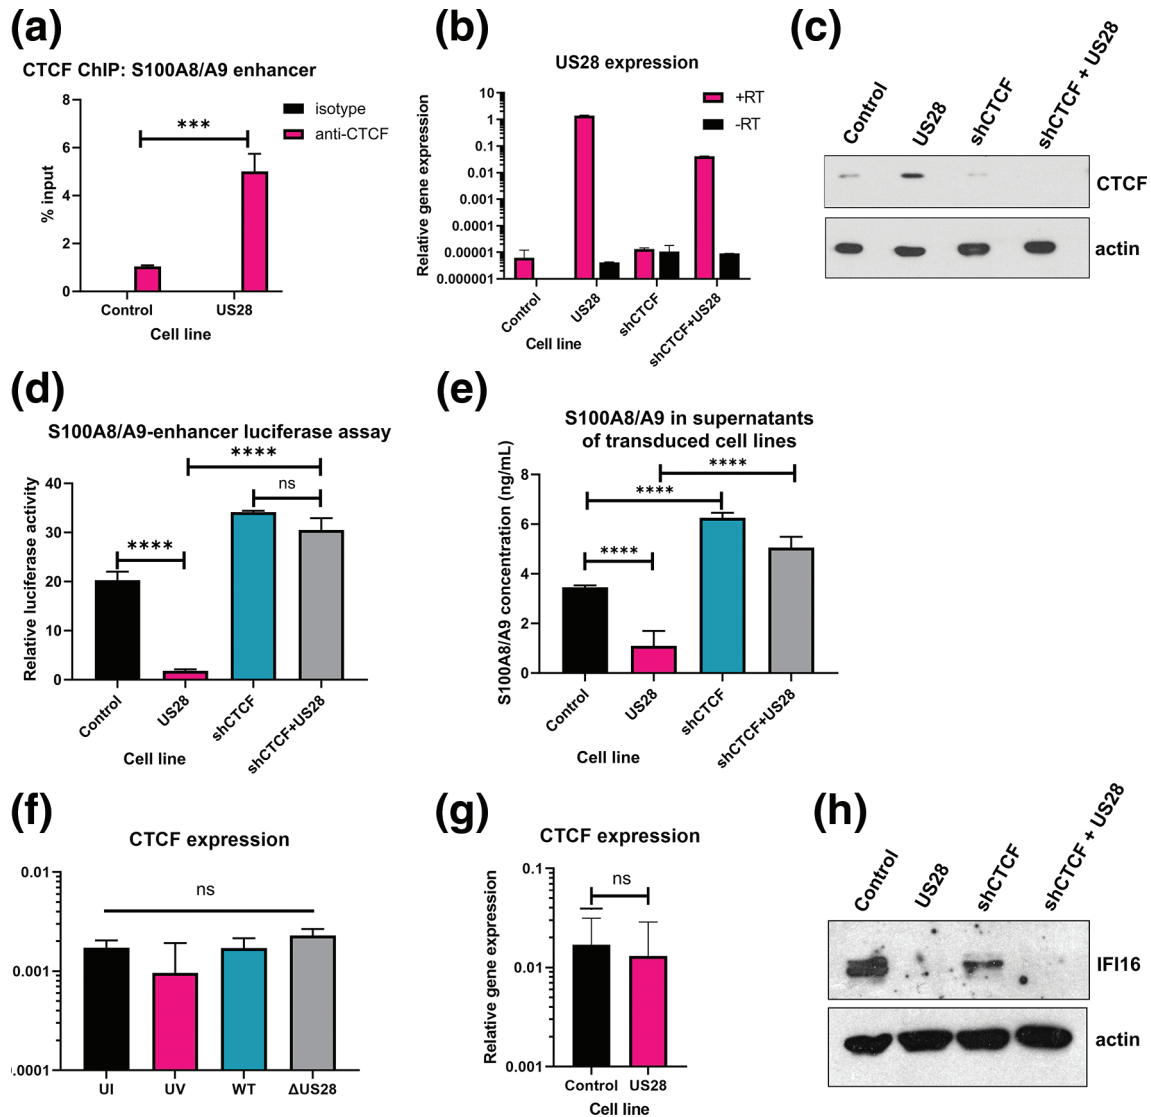 (a)
CTCF ChIP: S100A8/A9 enhancer
isotype
anti-CTCF
***
% input
8
6
4
2
0
Control
US28
Cell line
(b)
US28 expression
+RT
-RT
Relative gene expression
10
1
0.1
0.01
0.001
0.0001
0.00001
0.000001
Control
US28
shCTCF
shCTCF+US28
Cell line
(c)
Control
US28
shCTCF
shCTCF + US28
CTCF
actin
(d)
S100A8/A9-enhancer luciferase assay
****
ns
****
Relative luciferase activity
40
30
20
10
0
Control
US28
shCTCF
shCTCF+US28
Cell line
(e)
S100A8/A9 in supernatants
of transduced cell lines
****
****
****
S100A8/A9 concentration (ng/mL)
8
6
4
2
0
Control
US28
shCTCF
shCTCF+US28
Cell line
(f)
CTCF expression
ns
0.01
0.001
.0001
UI
UV
WT
ΔUS28
(g)
CTCF expression
ns
Relative gene expression
0.1
0.01
0.001
Control
US28
Cell line
(h)
Control
US28
shCTCF
shCTCF + US28
IFI16
actin